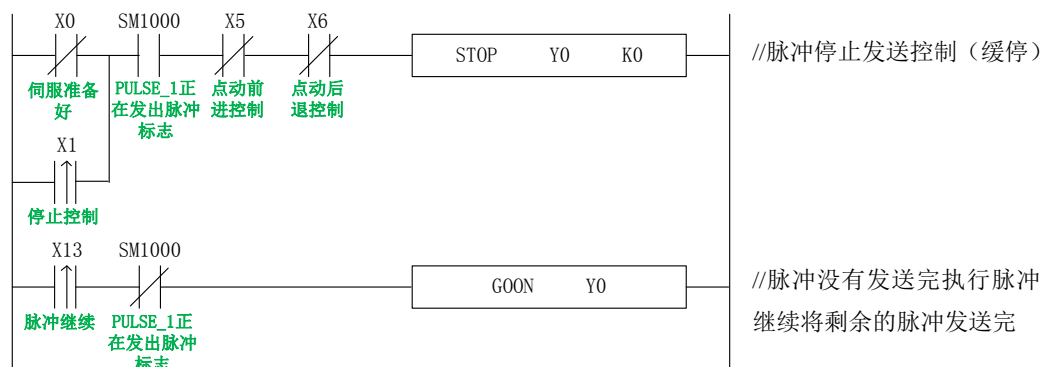 X0 SM1000 X5 X6
STOP Y0 K0
//脉冲停止发送控制（缓停）
伺服准备
好
PULSE_1正
在发出脉冲
标志
点动前
进控制
点动后
退控制
X1
停止控制
X13 SM1000
GOON Y0
//脉冲没有发送完执行脉冲
继续将剩余的脉冲发送完
脉冲继续
PULSE_1正
在发出脉冲
标志